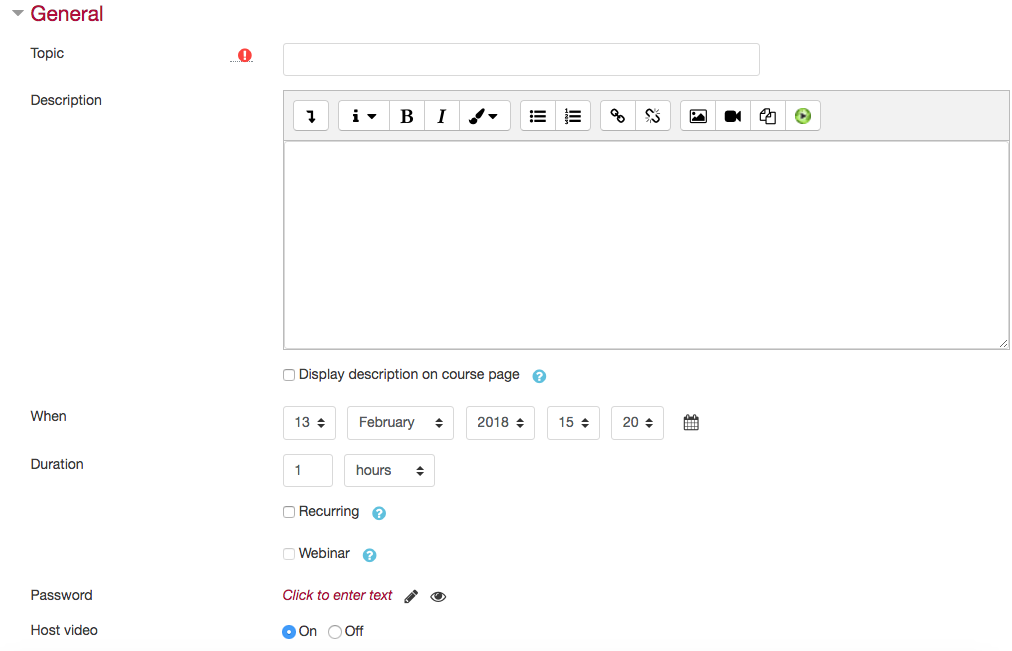 General
Topic
Description
i B I
Display description on course page ?
When 13 February 2018 15 20
Duration 1 hours
Recurring ?
Webinar ?
Password Click to enter text
Host video On Off